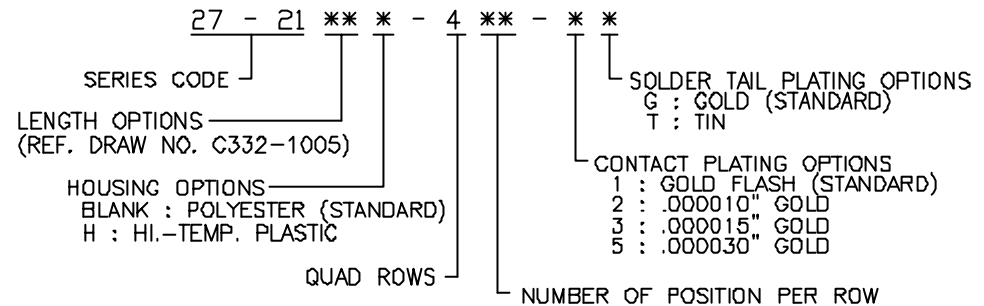 27 - 21 ** * - 4 ** - * *
SERIES CODE
LENGTH OPTIONS
(REF. DRAW NO. C332-1005)
HOUSING OPTIONS
BLANK : POLYESTER (STANDARD)
H : HI.-TEMP. PLASTIC
QUAD ROWS
SOLDER TAIL PLATING OPTIONS
G : GOLD (STANDARD)
T : TIN
CONTACT PLATING OPTIONS
1 : GOLD FLASH (STANDARD)
2 : .000010" GOLD
3 : .000015" GOLD
5 : .000030" GOLD
NUMBER OF POSITION PER ROW